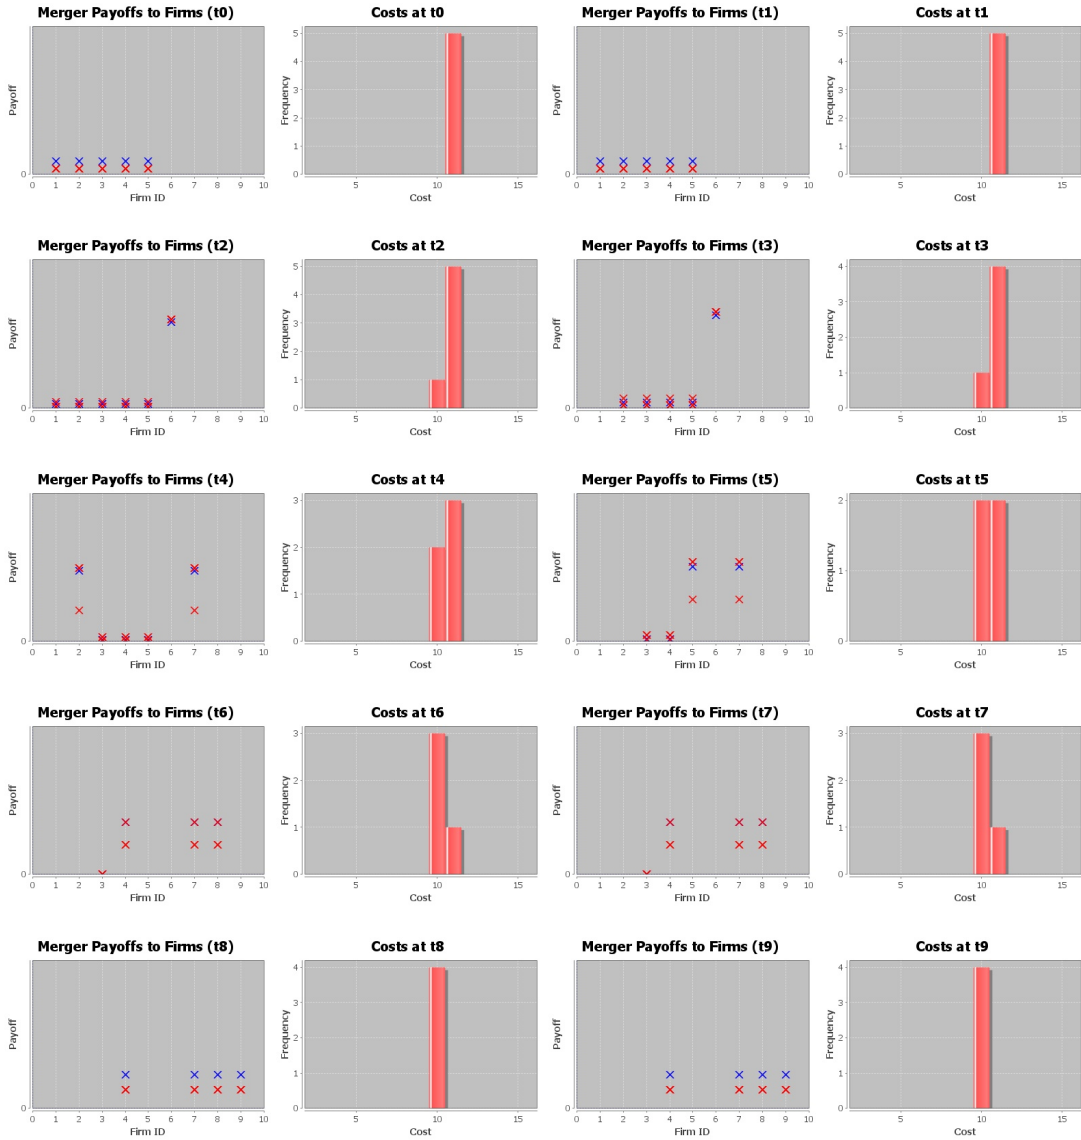 Merger Payoffs to Firms (t0)
Payoff
0
0 1 2 3 4 5 6 7 8 9 10
Firm ID
Costs at t0
Frequency
5
4
3
2
1
0
5 10 15
Cost
Merger Payoffs to Firms (t1)
Payoff
0
0 1 2 3 4 5 6 7 8 9 10
Firm ID
Costs at t1
Frequency
5
4
3
2
1
0
5 10 15
Cost
Merger Payoffs to Firms (t2)
Payoff
0
0 1 2 3 4 5 6 7 8 9 10
Firm ID
Costs at t2
Frequency
5
4
3
2
1
0
5 10 15
Cost
Merger Payoffs to Firms (t3)
Payoff
0
0 1 2 3 4 5 6 7 8 9 10
Firm ID
Costs at t3
Frequency
4
3
2
1
0
5 10 15
Cost
Merger Payoffs to Firms (t4)
Payoff
0
0 1 2 3 4 5 6 7 8 9 10
Firm ID
Costs at t4
Frequency
3
2
1
0
5 10 15
Cost
Merger Payoffs to Firms (t5)
Payoff
0
0 1 2 3 4 5 6 7 8 9 10
Firm ID
Costs at t5
Frequency
2
1
0
5 10 15
Cost
Merger Payoffs to Firms (t6)
Payoff
0
0 1 2 3 4 5 6 7 8 9 10
Firm ID
Costs at t6
Frequency
3
2
1
0
5 10 15
Cost
Merger Payoffs to Firms (t7)
Payoff
0
0 1 2 3 4 5 6 7 8 9 10
Firm ID
Costs at t7
Frequency
3
2
1
0
5 10 15
Cost
Merger Payoffs to Firms (t8)
Payoff
0
0 1 2 3 4 5 6 7 8 9 10
Firm ID
Costs at t8
Frequency
4
3
2
1
0
5 10 15
Cost
Merger Payoffs to Firms (t9)
Payoff
0
0 1 2 3 4 5 6 7 8 9 10
Firm ID
Costs at t9
Frequency
4
3
2
1
0
5 10 15
Cost